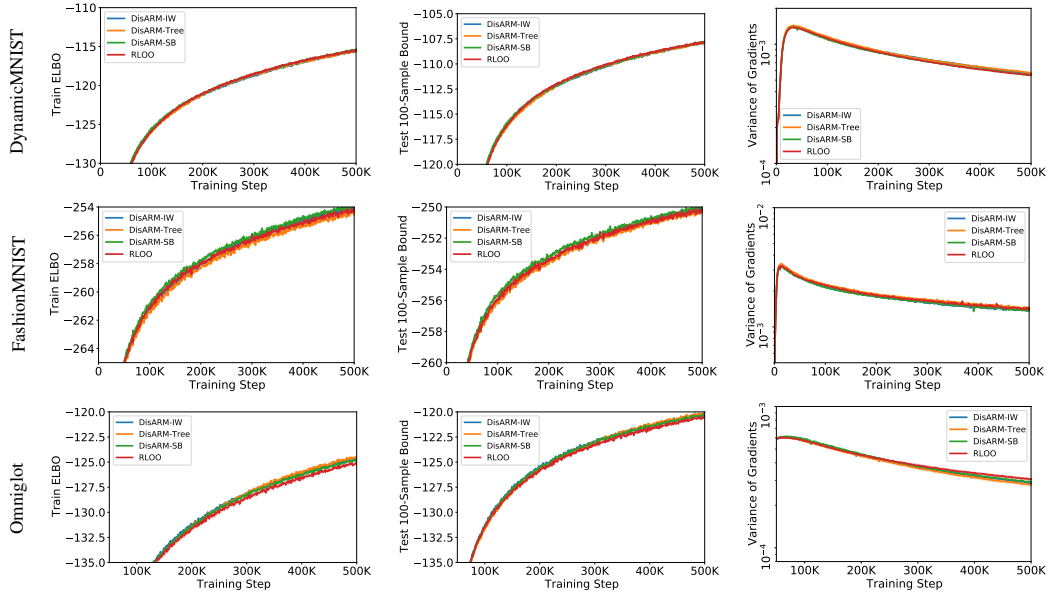 DynamicMNIST
Train ELBO
−110
−115
−120
−125
−130
DisARM-IW
DisARM-Tree
DisARM-SB
RLOO
0 100K 200K 300K 400K 500K
Training Step
Test 100-Sample Bound
−105.0
−107.5
−110.0
−112.5
−115.0
−117.5
−120.0
DisARM-IW
DisARM-Tree
DisARM-SB
RLOO
0 100K 200K 300K 400K 500K
Training Step
Variance of Gradients
10−3
10−4
DisARM-IW
DisARM-Tree
DisARM-SB
RLOO
0 100K 200K 300K 400K 500K
Training Step
FashionMNIST
Train ELBO
−254
−256
−258
−260
−262
−264
DisARM-IW
DisARM-Tree
DisARM-SB
RLOO
100K 200K 300K 400K 500K
Training Step
Test 100-Sample Bound
−250
−252
−254
−256
−258
−260
DisARM-IW
DisARM-Tree
DisARM-SB
RLOO
100K 200K 300K 400K 500K
Training Step
Variance of Gradients
10−2
10−3
DisARM-IW
DisARM-Tree
DisARM-SB
RLOO
0 100K 200K 300K 400K 500K
Training Step
Omniglot
Train ELBO
−120.0
−122.5
−125.0
−127.5
−130.0
−132.5
−135.0
DisARM-IW
DisARM-Tree
DisARM-SB
RLOO
100K 200K 300K 400K 500K
Training Step
Test 100-Sample Bound
−120.0
−122.5
−125.0
−127.5
−130.0
−132.5
−135.0
DisARM-IW
DisARM-Tree
DisARM-SB
RLOO
100K 200K 300K 400K 500K
Training Step
Variance of Gradients
10−3
10−4
DisARM-IW
DisARM-Tree
DisARM-SB
RLOO
100K 200K 300K 400K 500K
Training Step